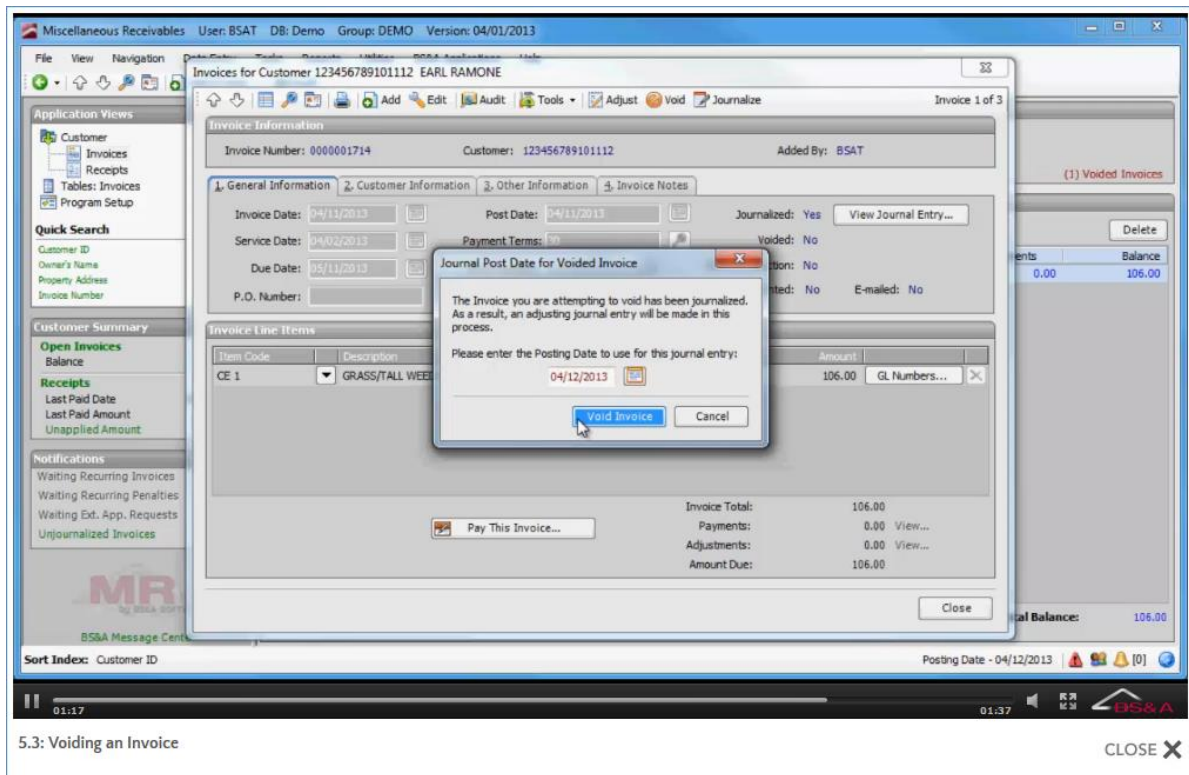 Miscellaneous Receivables User: BSAT DB: Demo Group: DEMO Version: 04/01/2013
File View Navigation
Invoices for Customer 123456789101112 EARL RAMONE
Add Edit Audit Tools Adjust Void Journalize Invoice 1 of 3
Application Views
Customer
Invoices
Receipts
Tables: Invoices
Program Setup
Quick Search
Customer ID
Owner's Name
Property Address
Invoice Number
Customer Summary
Open Invoices
Balance
Receipts
Last Paid Date
Last Paid Amount
Unapplied Amount
Notifications
Waiting Recurring Invoices
Waiting Recurring Penalties
Waiting Ext. App. Requests
Unjournalized Invoices
BS&A Message
Invoice Information
Invoice Number: 0000001714 Customer: 123456789101112 Added By: BSAT
1. General Information 2. Customer Information 3. Other Information 4. Invoice Notes
Invoice Date: 04/11/2013 Post Date: 04/11/2013 Journalized: Yes View Journal Entry...
Service Date: 04/02/2013 Payment Terms: 30 Voided: No
Due Date: 05/11/2013 No
P.O. Number: No E-mailed: No
Invoice Line Items
Item Code Description Amount
CE 1 GRASS/TALL 106.00 GL Numbers...
Journal Post Date for Voided Invoice
The Invoice you are attempting to void has been journalized.
As a result, an adjusting journal entry will be made in this
process.
Please enter the Posting Date to use for this journal entry:
04/12/2013
Void Invoice Cancel
Pay This Invoice...
Invoice Total: 106.00
Payments: 0.00 View...
Adjustments: 0.00 View...
Amount Due: 106.00
Close
(1) Voided Invoices
Delete
Balance
0.00 106.00
Balance: 106.00
Sort Index: Customer ID Posting Date - 04/12/2013 [0]
01:17 01:37 BS&A
5.3: Voiding an Invoice
CLOSE